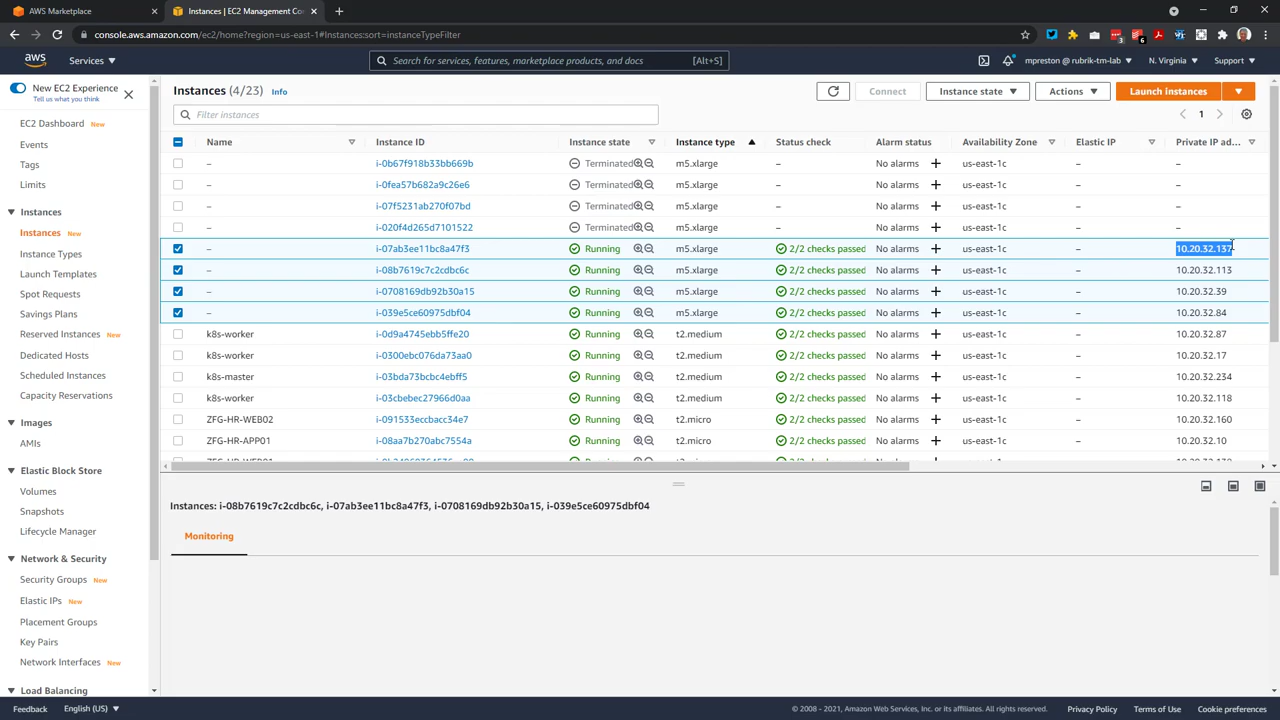 AWS Marketplace
Instances | EC2 Management Co
console.aws.amazon.com/ec2/home?region=us-east-1#Instances:sort=instanceTypeFilter
aws
Services
Search for services, features, marketplace products, and docs
[Alt+S]
mpreston @ rubrik-tm-lab
N. Virginia
Support
New EC2 Experience
Tell us what you think
EC2 Dashboard New
Events
Tags
Limits
Instances
Instances New
Instance Types
Launch Templates
Spot Requests
Savings Plans
Reserved Instances New
Dedicated Hosts
Scheduled Instances
Capacity Reservations
Images
AMIs
Elastic Block Store
Volumes
Snapshots
Lifecycle Manager
Network & Security
Security Groups New
Elastic IPs New
Placement Groups
Key Pairs
Network Interfaces New
Load Balancing
Instances (4/23) Info
Connect
Instance state
Actions
Launch instances
Filter instances
1
Name Instance ID Instance state Instance type Status check Alarm status Availability Zone Elastic IP Private IP ad...
– i-0b67f918b33bb669b Terminated m5.xlarge – No alarms + us-east-1c – –
– i-0fea57b682a9c26e6 Terminated m5.xlarge – No alarms + us-east-1c – –
– i-07f5231ab270f07bd Terminated m5.xlarge – No alarms + us-east-1c – –
– i-020f4d265d7101522 Terminated m5.xlarge – No alarms + us-east-1c – –
– i-07ab3ee11bc8a47f3 Running m5.xlarge 2/2 checks passed No alarms + us-east-1c – 10.20.32.137
– i-08b7619c7c2cdbc6c Running m5.xlarge 2/2 checks passed No alarms + us-east-1c – 10.20.32.113
– i-0708169db92b30a15 Running m5.xlarge 2/2 checks passed No alarms + us-east-1c – 10.20.32.39
– i-039e5ce60975dbf04 Running m5.xlarge 2/2 checks passed No alarms + us-east-1c – 10.20.32.84
k8s-worker i-0d9a4745ebb5ffe20 Running t2.medium 2/2 checks passed No alarms + us-east-1c – 10.20.32.87
k8s-worker i-0300ebc076da73aa0 Running t2.medium 2/2 checks passed No alarms + us-east-1c – 10.20.32.17
k8s-master i-03bda73bcbc4ebff5 Running t2.medium 2/2 checks passed No alarms + us-east-1c – 10.20.32.234
k8s-worker i-03cbebec27966d0aa Running t2.medium 2/2 checks passed No alarms + us-east-1c – 10.20.32.118
ZFG-HR-WEB02 i-091533eccbacc34e7 Running t2.micro 2/2 checks passed No alarms + us-east-1c – 10.20.32.160
ZFG-HR-APP01 i-08aa7b270abc7554a Running t2.micro 2/2 checks passed No alarms + us-east-1c – 10.20.32.10
Instances: i-08b7619c7c2cdbc6c, i-07ab3ee11bc8a47f3, i-0708169db92b30a15, i-039e5ce60975dbf04
Monitoring
Feedback
English (US)
© 2008 - 2021, Amazon Web Services, Inc. or its affiliates. All rights reserved.
Privacy Policy
Terms of Use
Cookie preferences